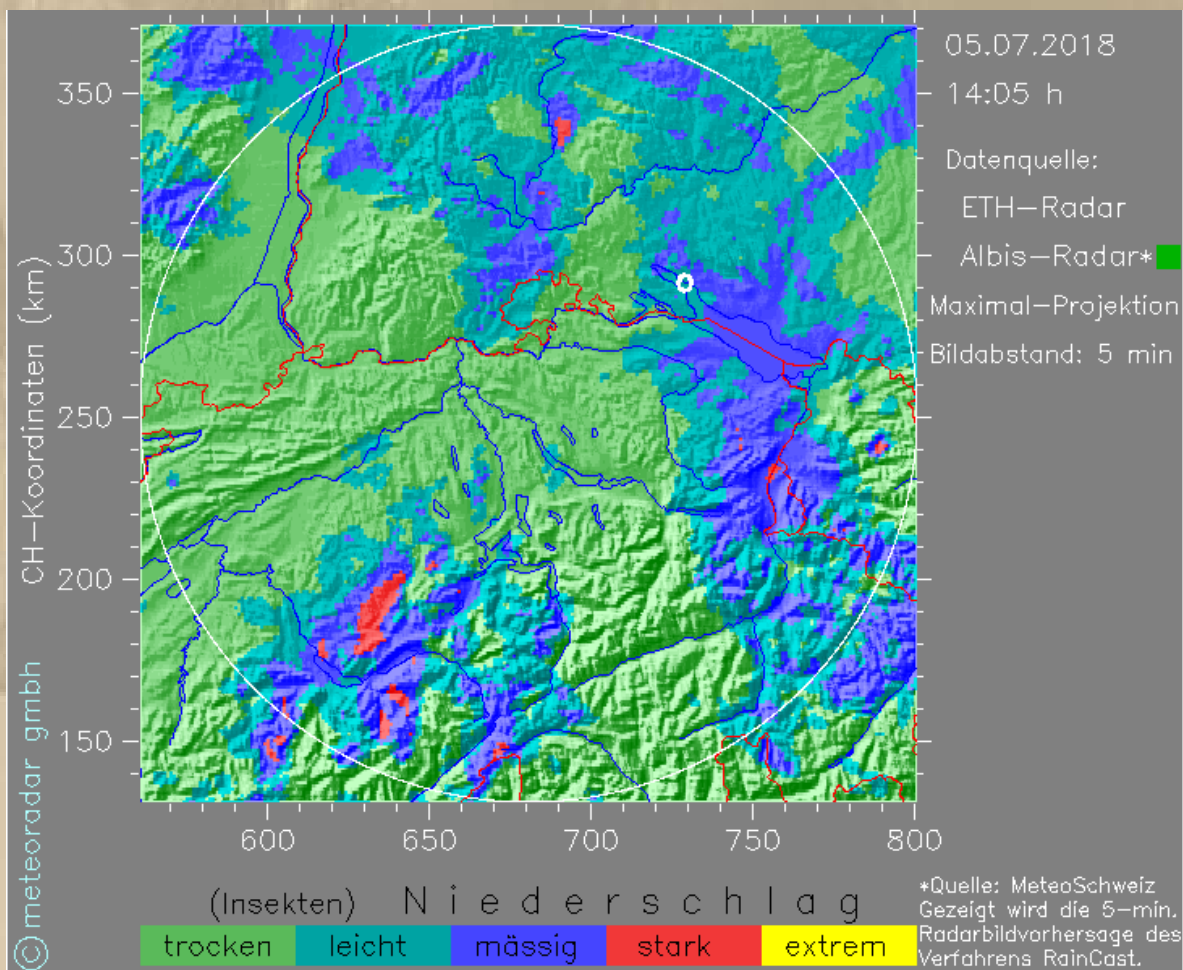 05.07.2018
14:05 h
Datenquelle:
ETH-Radar
Albis-Radar*
Maximal-Projektion
Bildabstand: 5 min
CH-Koordinaten (km)
350
300
250
200
150
600
650
700
750
800
©meteoradar gmbh
(Insekten) Niederschlag
trocken leicht mässig stark extrem
*Quelle: MeteoSchweiz
Gezeigt wird die 5-min.
Radarbildvorhersage des
Verfahrens RainCast.